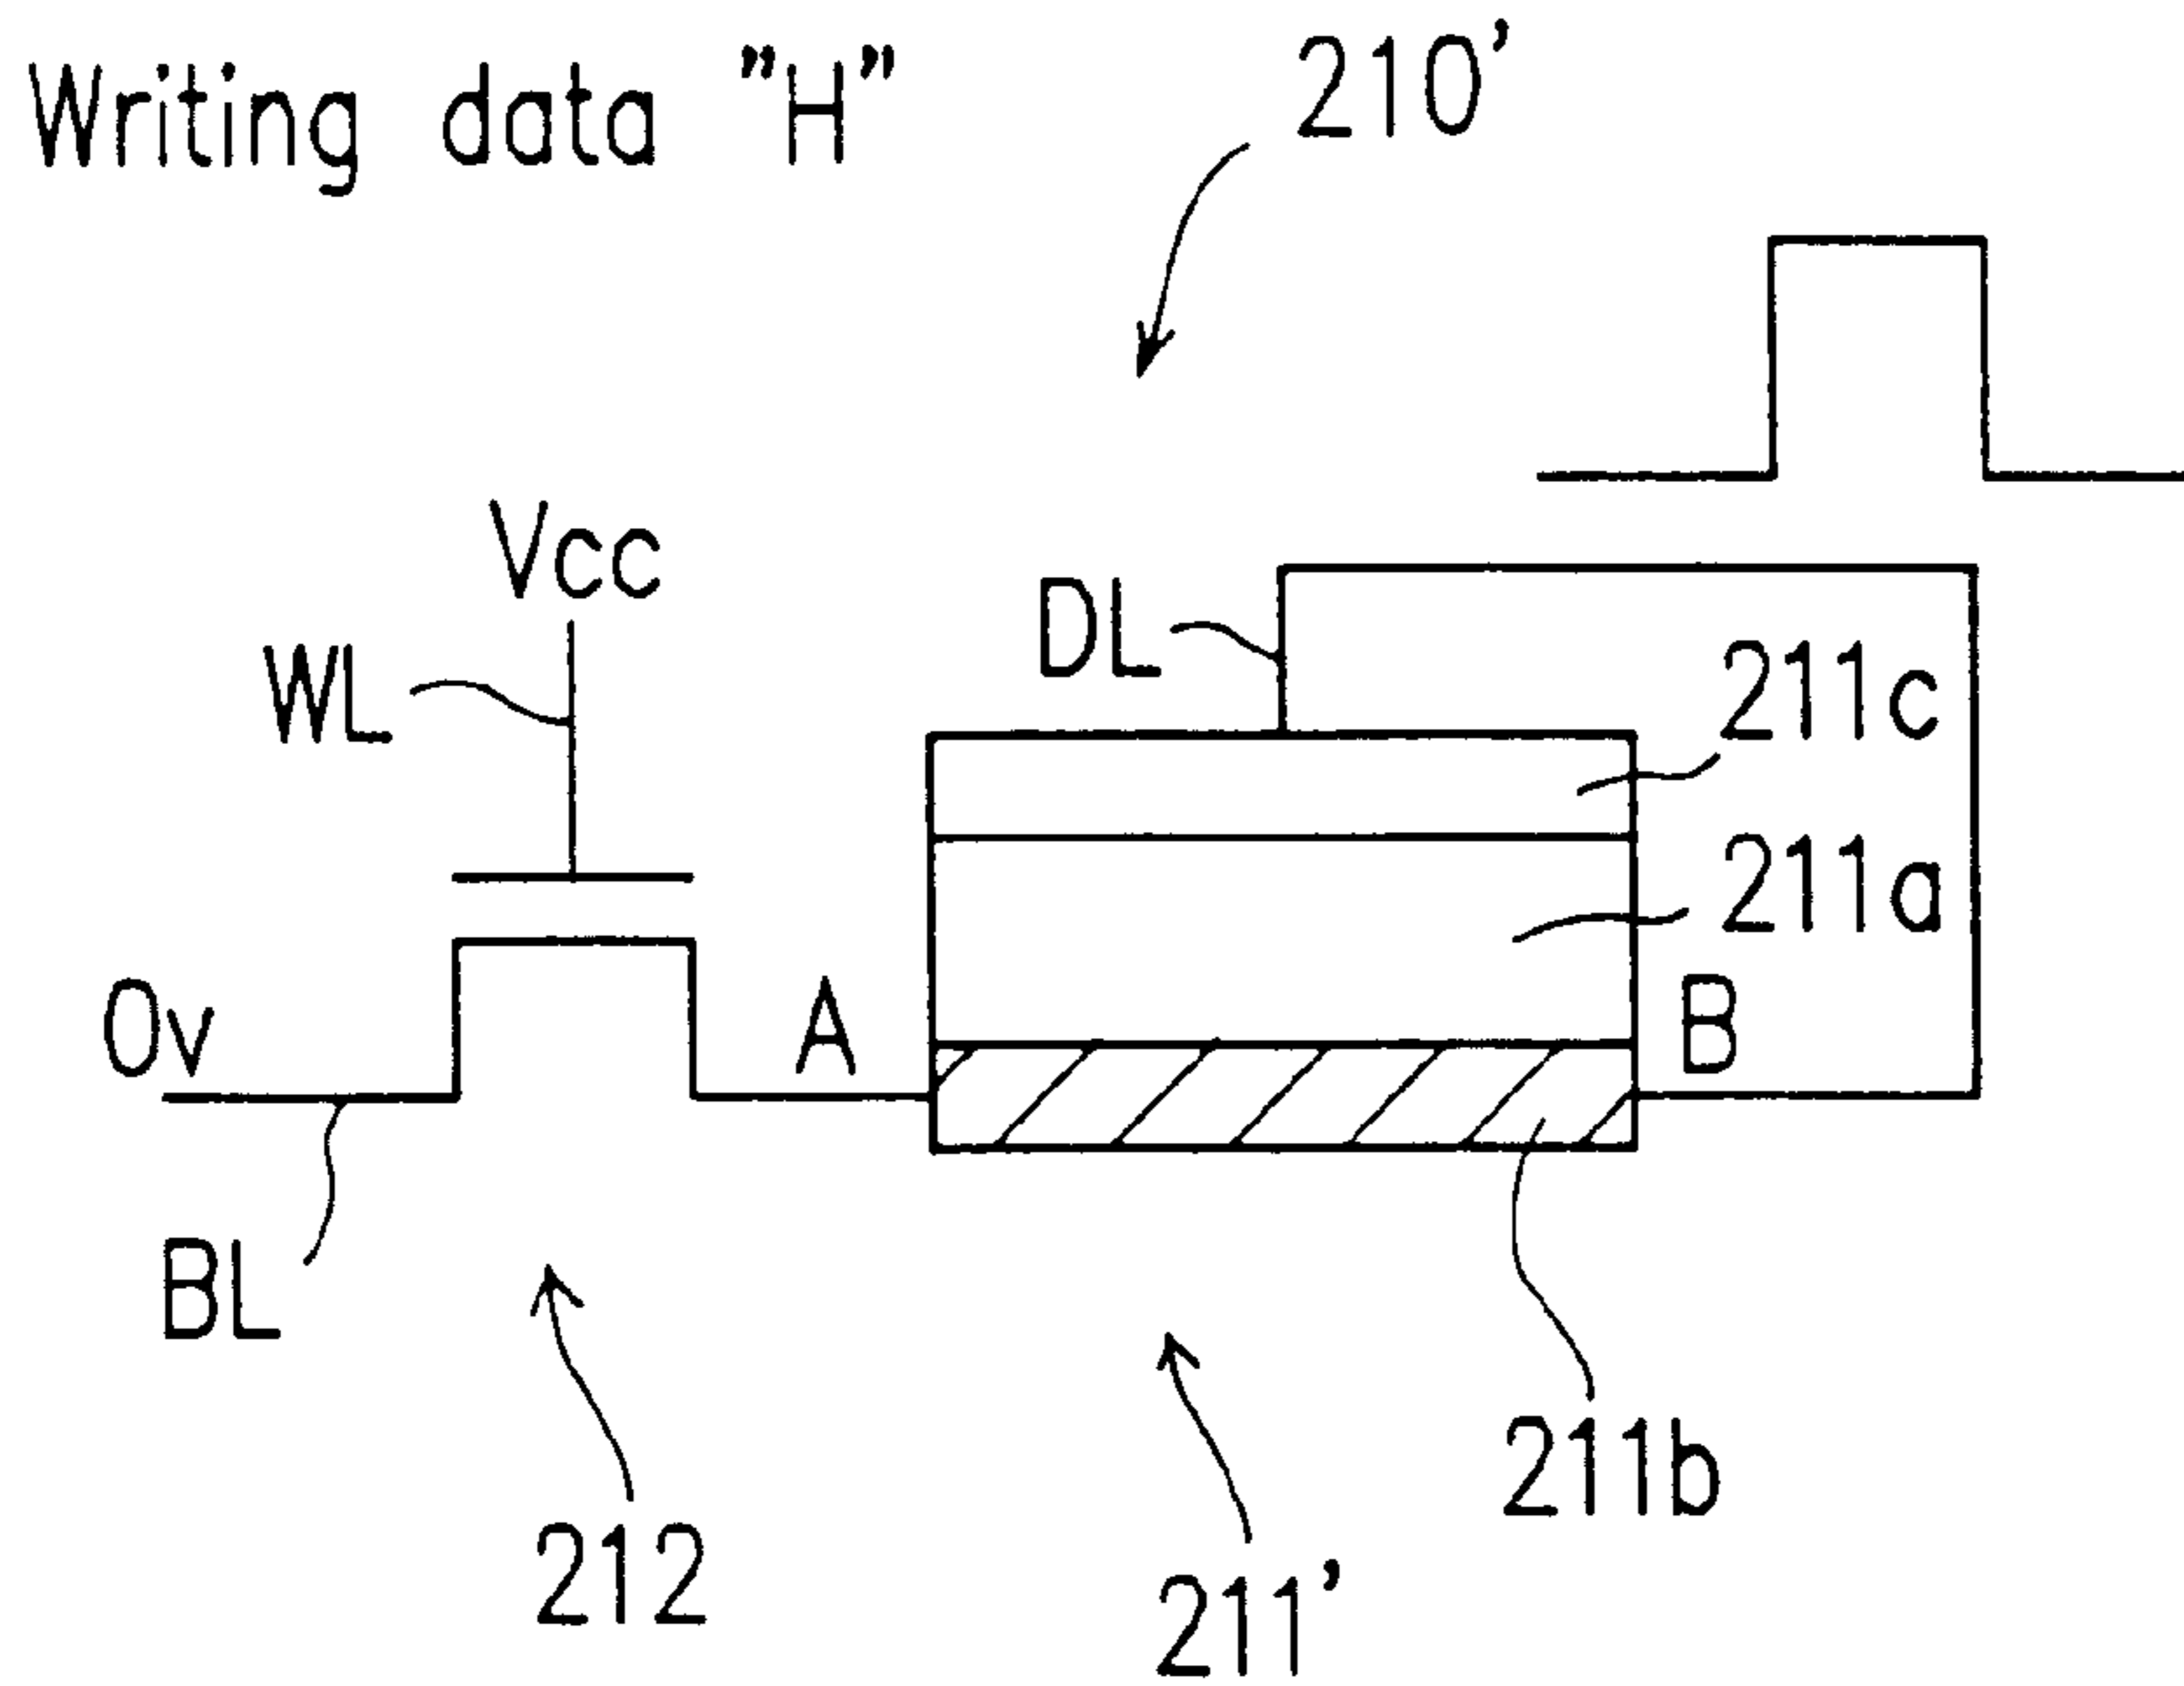 Writing data ”H”
210’
Vcc
WL
DL
211c
211a
0v
A
B
BL
211b
212
211’